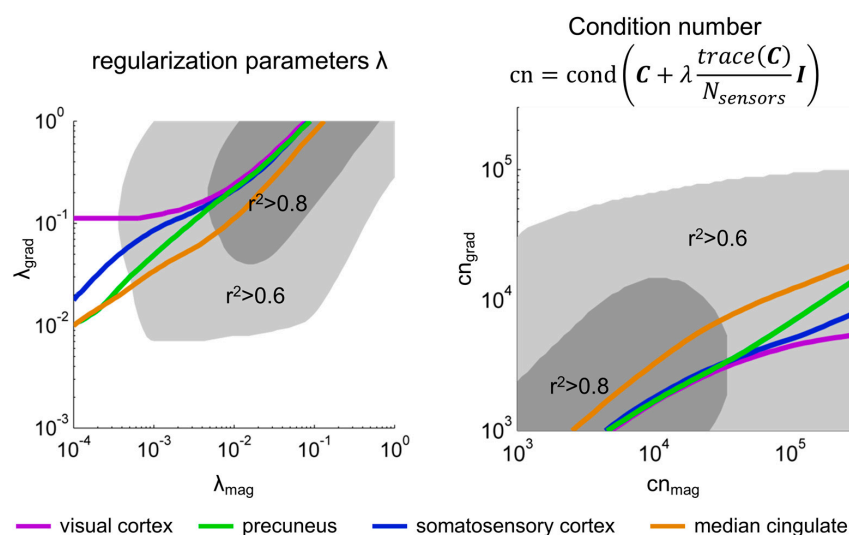 regularization parameters λ
Condition number
cn = cond(C + λ trace(C)/N_sensors I)
λ_grad
10^0
10^-1
10^-2
10^-3
r²>0.8
r²>0.6
10^-4 10^-3 10^-2 10^-1 10^0
λ_mag
cn_grad
10^5
10^4
10^3
r²>0.6
r²>0.8
10^3 10^4 10^5
cn_mag
visual cortex precuneus somatosensory cortex median cingulate